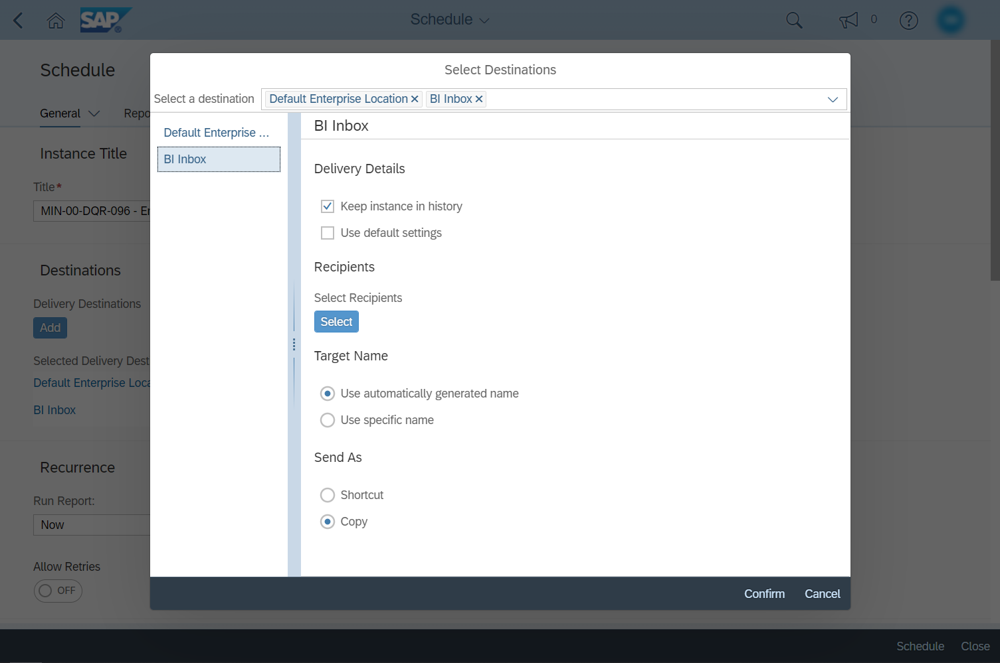 SAP®
Schedule
0
Schedule
General
Repo
Instance Title
Title*
MIN-00-DQR-096 - Er
Destinations
Delivery Destinations
Add
Selected Delivery Dest
Default Enterprise Loca
BI Inbox
Recurrence
Run Report:
Now
Allow Retries
OFF
Select Destinations
Select a destination
Default Enterprise Location ✕ BI Inbox ✕
Default Enterprise ...
BI Inbox
BI Inbox
Delivery Details
Keep instance in history
Use default settings
Recipients
Select Recipients
Select
Target Name
Use automatically generated name
Use specific name
Send As
Shortcut
Copy
Confirm Cancel
Schedule Close